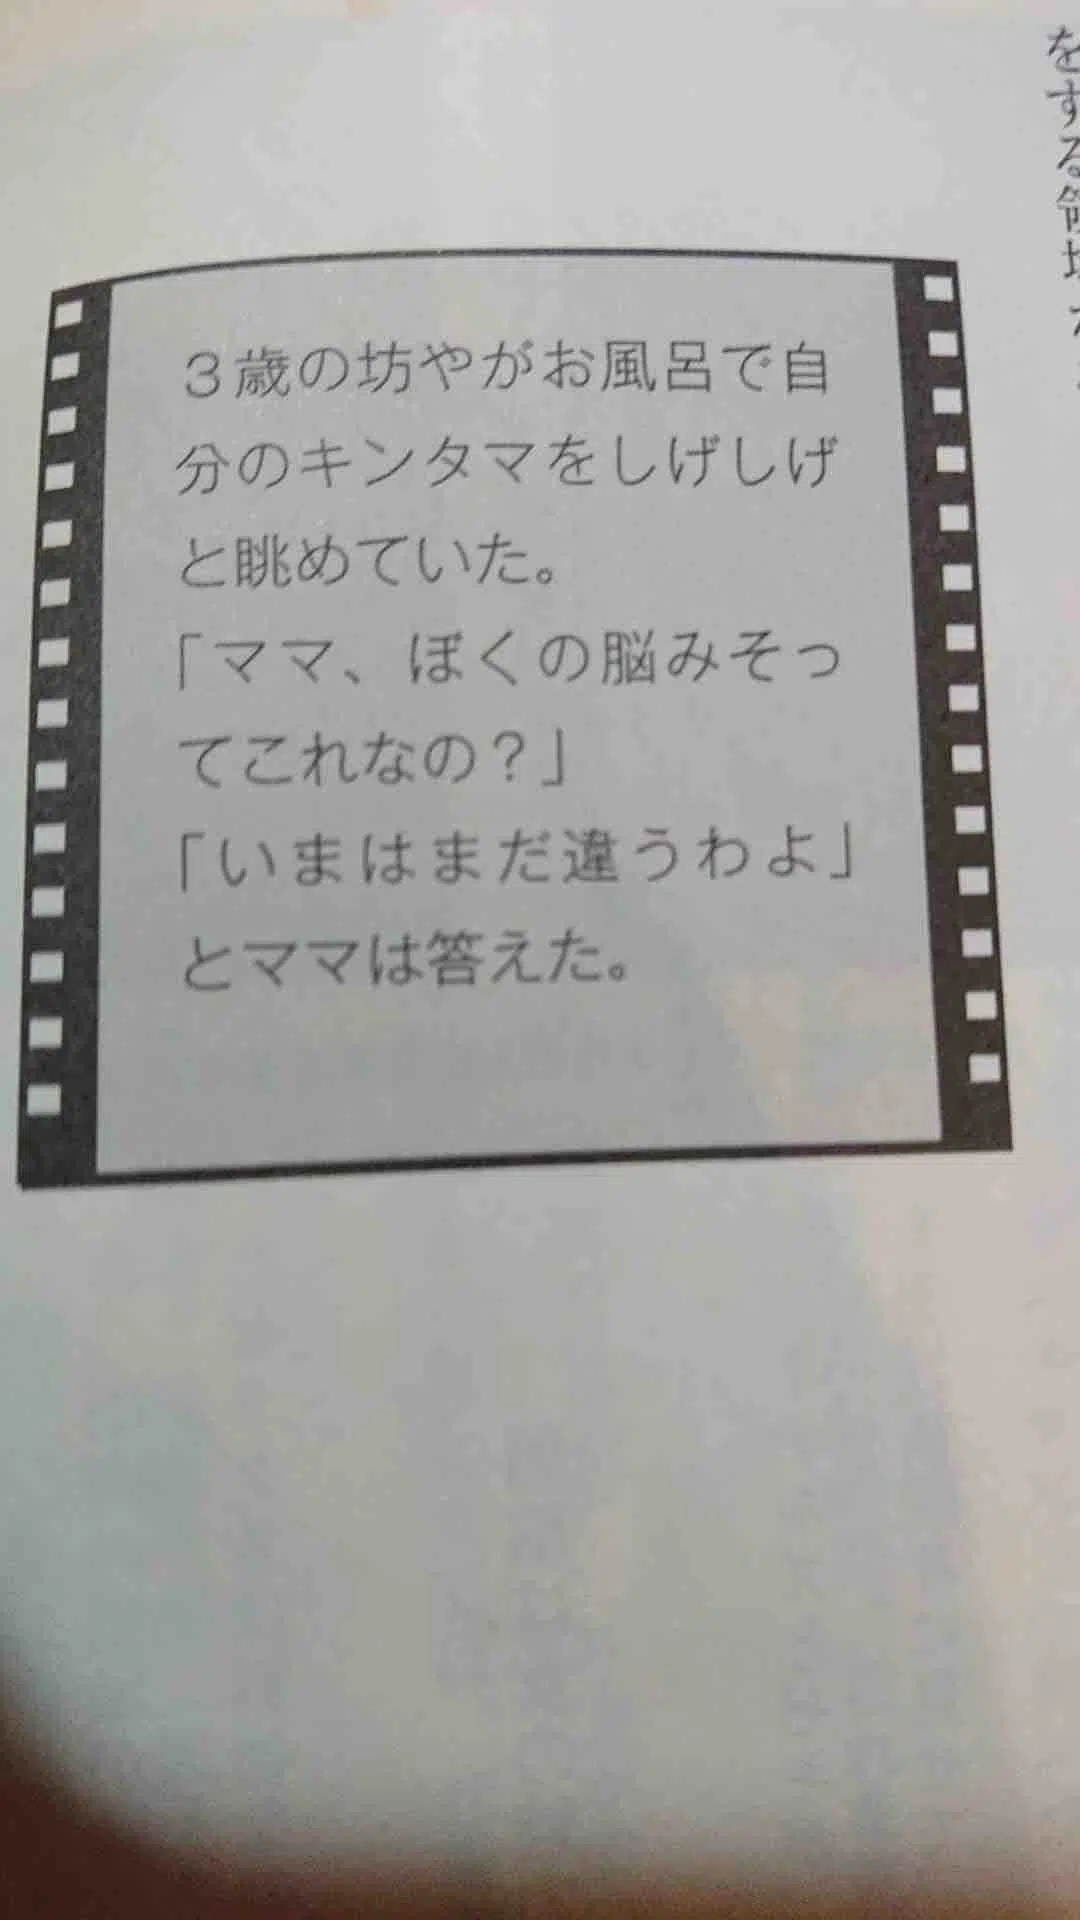 3歳の坊やがお風呂で自
分のキンタマをしげしげ
と眺めていた。
「ママ、ぼくの脳みそっ
てこれなの？」
「いまはまだ違うわよ」
とママは答えた。
をする